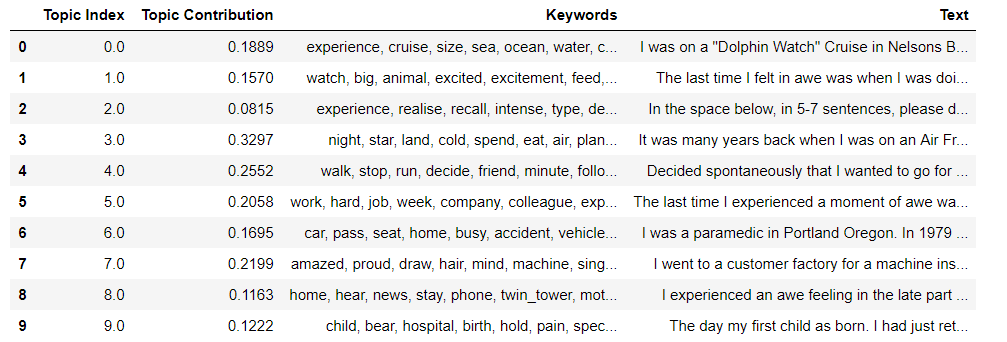 Topic Index Topic Contribution Keywords Text
0 0.0 0.1889 experience, cruise, size, sea, ocean, water, c... I was on a "Dolphin Watch" Cruise in Nelsons B...
1 1.0 0.1570 watch, big, animal, excited, excitement, feed,... The last time I felt in awe was when I was doi...
2 2.0 0.0815 experience, realise, recall, intense, type, de... In the space below, in 5-7 sentences, please d...
3 3.0 0.3297 night, star, land, cold, spend, eat, air, plan... It was many years back when I was on an Air Fr...
4 4.0 0.2552 walk, stop, run, decide, friend, minute, follo... Decided spontaneously that I wanted to go for ...
5 5.0 0.2058 work, hard, job, week, company, colleague, exp... The last time I experienced a moment of awe wa...
6 6.0 0.1695 car, pass, seat, home, busy, accident, vehicle... I was a paramedic in Portland Oregon. In 1979 ...
7 7.0 0.2199 amazed, proud, draw, hair, mind, machine, sing... I went to a customer factory for a machine ins...
8 8.0 0.1163 home, hear, news, stay, phone, twin_tower, mot... I experienced an awe feeling in the late part ...
9 9.0 0.1222 child, bear, hospital, birth, hold, pain, spec... The day my first child as born. I had just ret...